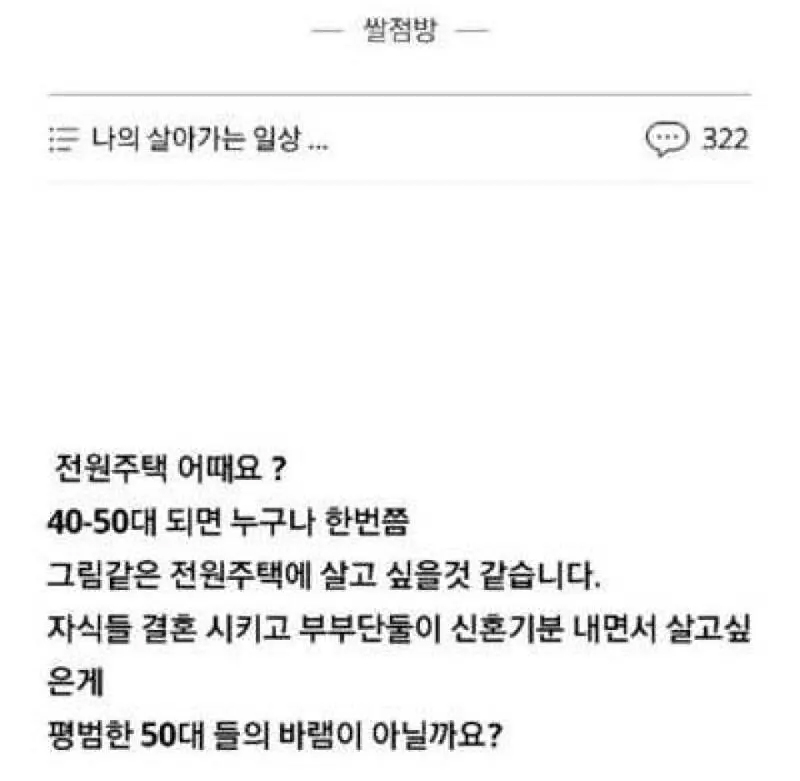 쌀점방
나의 살아가는 일상 ...
322
전원주택 어때요 ?
40-50대 되면 누구나 한번쯤
그림같은 전원주택에 살고 싶을것 같습니다.
자식들 결혼 시키고 부부단둘이 신혼기분 내면서 살고싶
은게
평범한 50대 들의 바램이 아닐까요?